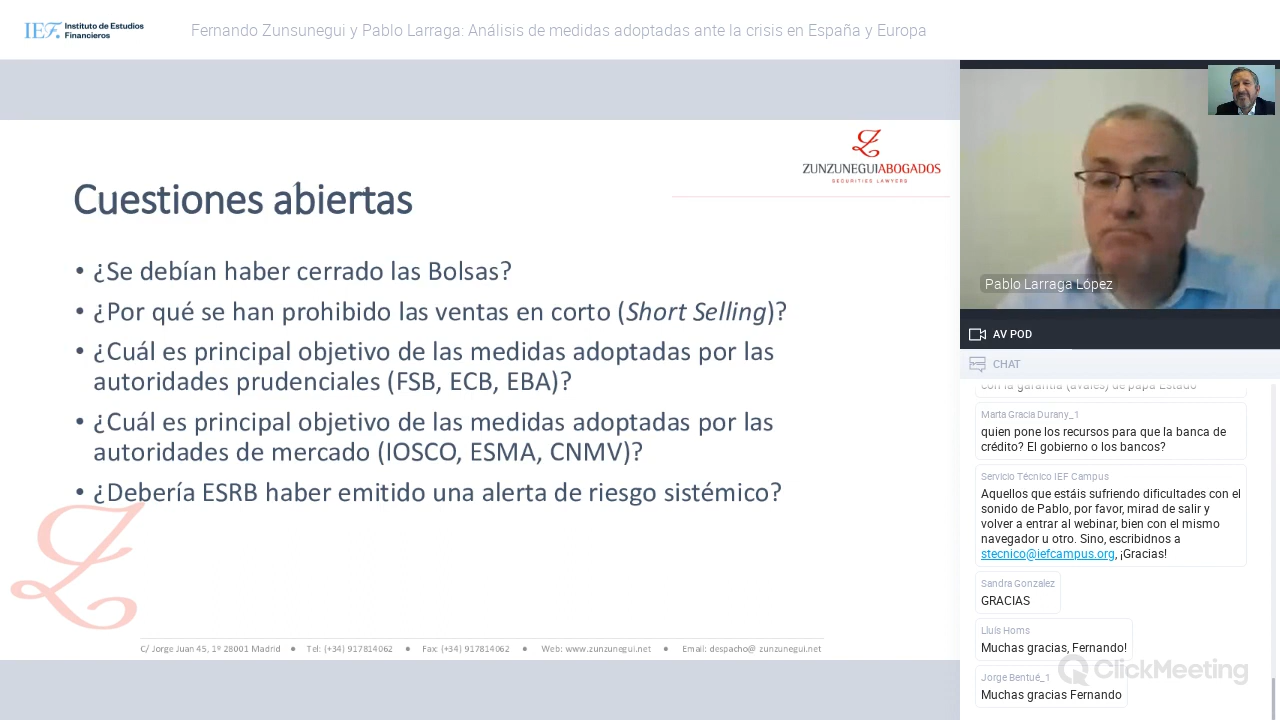 IEF. Instituto de Estudios
Financieros
Fernando Zunsunegui y Pablo Larraga: Análisis de medidas adoptadas ante la crisis en España y Europa
ZUNZUNEGUIABOGADOS
SECURITIES LAWYERS
Cuestiones abiertas
• ¿Se debían haber cerrado las Bolsas?
• ¿Por qué se han prohibido las ventas en corto (Short Selling)?
• ¿Cuál es principal objetivo de las medidas adoptadas por las
autoridades prudenciales (FSB, ECB, EBA)?
• ¿Cuál es principal objetivo de las medidas adoptadas por las
autoridades de mercado (IOSCO, ESMA, CNMV)?
• ¿Debería ESRB haber emitido una alerta de riesgo sistémico?
C/ Jorge Juan 45, 1º 28001 Madrid • Tel: (+34) 917814062 • Fax: (+34) 917814062 • Web: www.zunzunegui.net • Email: despacho@ zunzunegui.net
Pablo Larraga López
AV POD
CHAT
con la garantía (avales) de papá Estado
Marta Gracia Durany_1
quien pone los recursos para que la banca de
crédito? El gobierno o los bancos?
Servicio Técnico IEF Campus
Aquellos que estáis sufriendo dificultades con el
sonido de Pablo, por favor, mirad de salir y
volver a entrar al webinar, bien con el mismo
navegador u otro. Sino, escribidnos a
stecnico@iefcampus.org, ¡Gracias!
Sandra Gonzalez
GRACIAS
Lluís Homs
Muchas gracias, Fernando!
Jorge Bentué_1
Muchas gracias Fernando
ClickMeeting